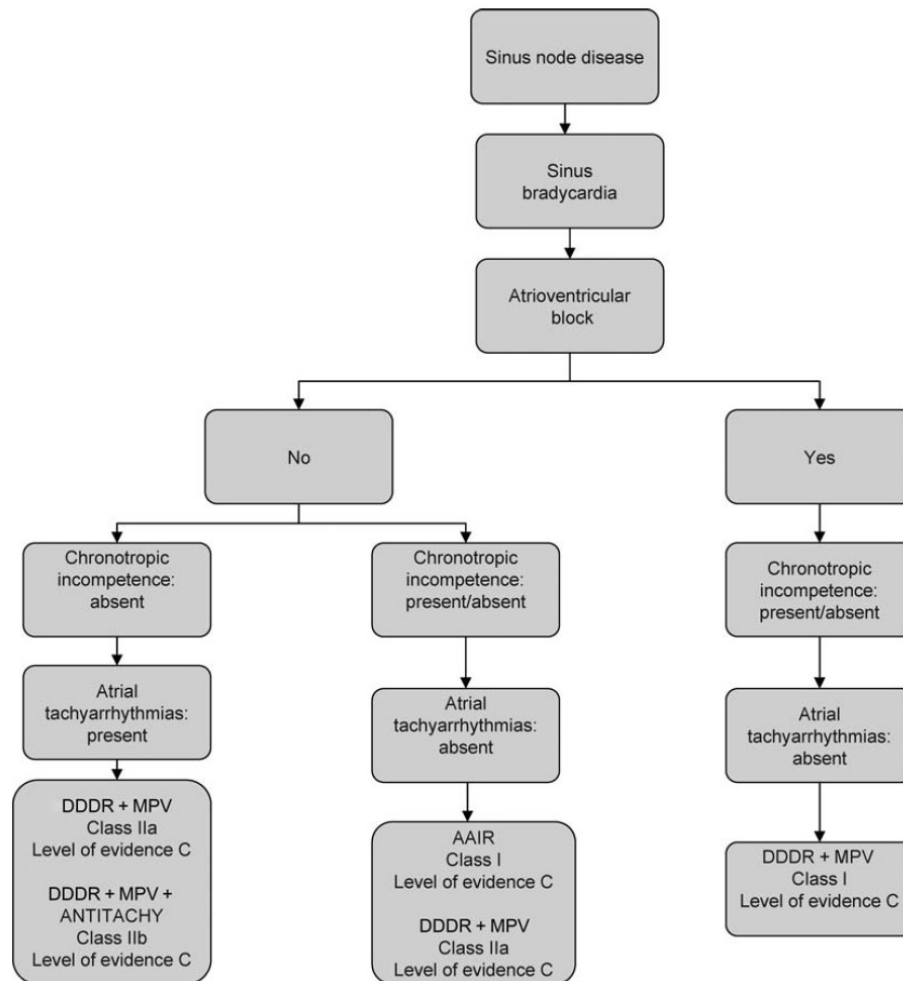 Sinus node disease
Sinus
bradycardia
Atrioventricular
block
No
Yes
Chronotropic
incompetence:
absent
Chronotropic
incompetence:
present/absent
Chronotropic
incompetence:
present/absent
Atrial
tachyarrhythmias:
present
Atrial
tachyarrhythmias:
absent
Atrial
tachyarrhythmias:
absent
DDDR + MPV
Class IIa
Level of evidence C
DDDR + MPV +
ANTITACHY
Class IIb
Level of evidence C
AAIR
Class I
Level of evidence C
DDDR + MPV
Class IIa
Level of evidence C
DDDR + MPV
Class I
Level of evidence C